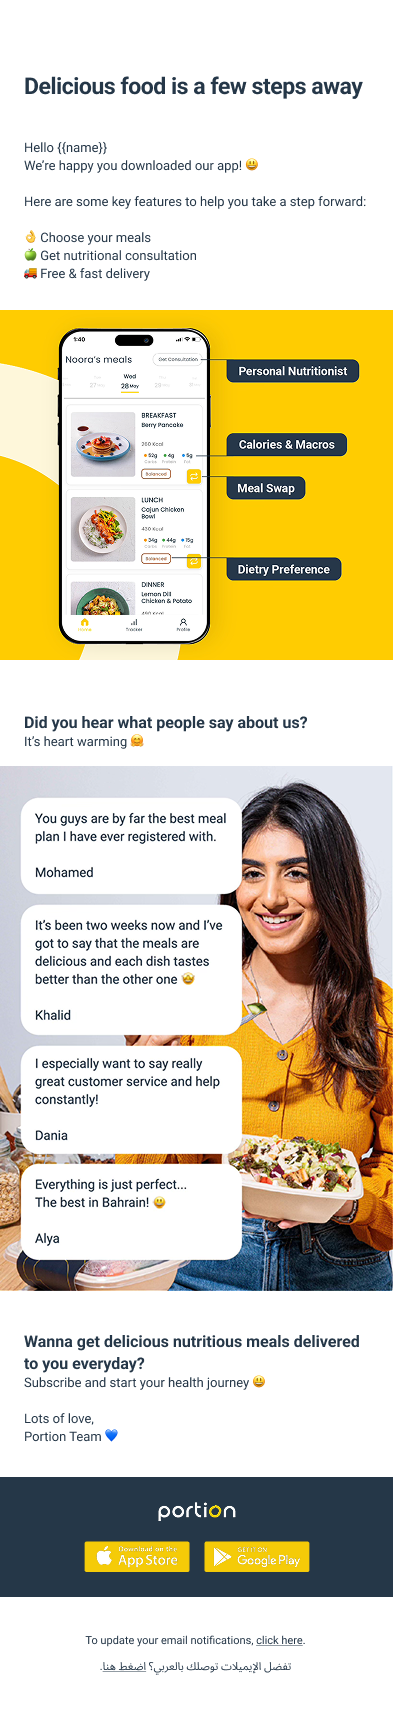 Delicious food is a few steps away
Hello {{name}}
We're happy you downloaded our app! 😃
Here are some key features to help you take a step forward:
👌 Choose your meals
🍏 Get nutritional consultation
🚚 Free & fast delivery
1:40
Noora's meals
Get Consultation
Wed
27 May
28 May
BREAKFAST
Berry Pancake
360 Kcal
52g 4g 5g
Carbs Protein Fat
Balanced
LUNCH
Cajun Chicken
Bowl
430 Kcal
34g 44g 15g
Carbs Protein Fat
Balanced
DINNER
Lemon Dill
Chicken & Potato
Tracker
Profile
Personal Nutritionist
Calories & Macros
Meal Swap
Dietry Preference
Did you hear what people say about us?
It's heart warming 🤗
You guys are by far the best meal
plan I have ever registered with.
Mohamed
It's been two weeks now and I've
got to say that the meals are
delicious and each dish tastes
better than the other one 🤩
Khalid
I especially want to say really
great customer service and help
constantly!
Dania
Everything is just perfect...
The best in Bahrain! 😀
Alya
Wanna get delicious nutritious meals delivered
to you everyday?
Subscribe and start your health journey 😃
Lots of love,
Portion Team 💙
portion
Download on the
App Store
GET IT ON
Google Play
To update your email notifications, click here.
تفضل الإيميلات توصلك بالعربي؟ اضغط هنا.